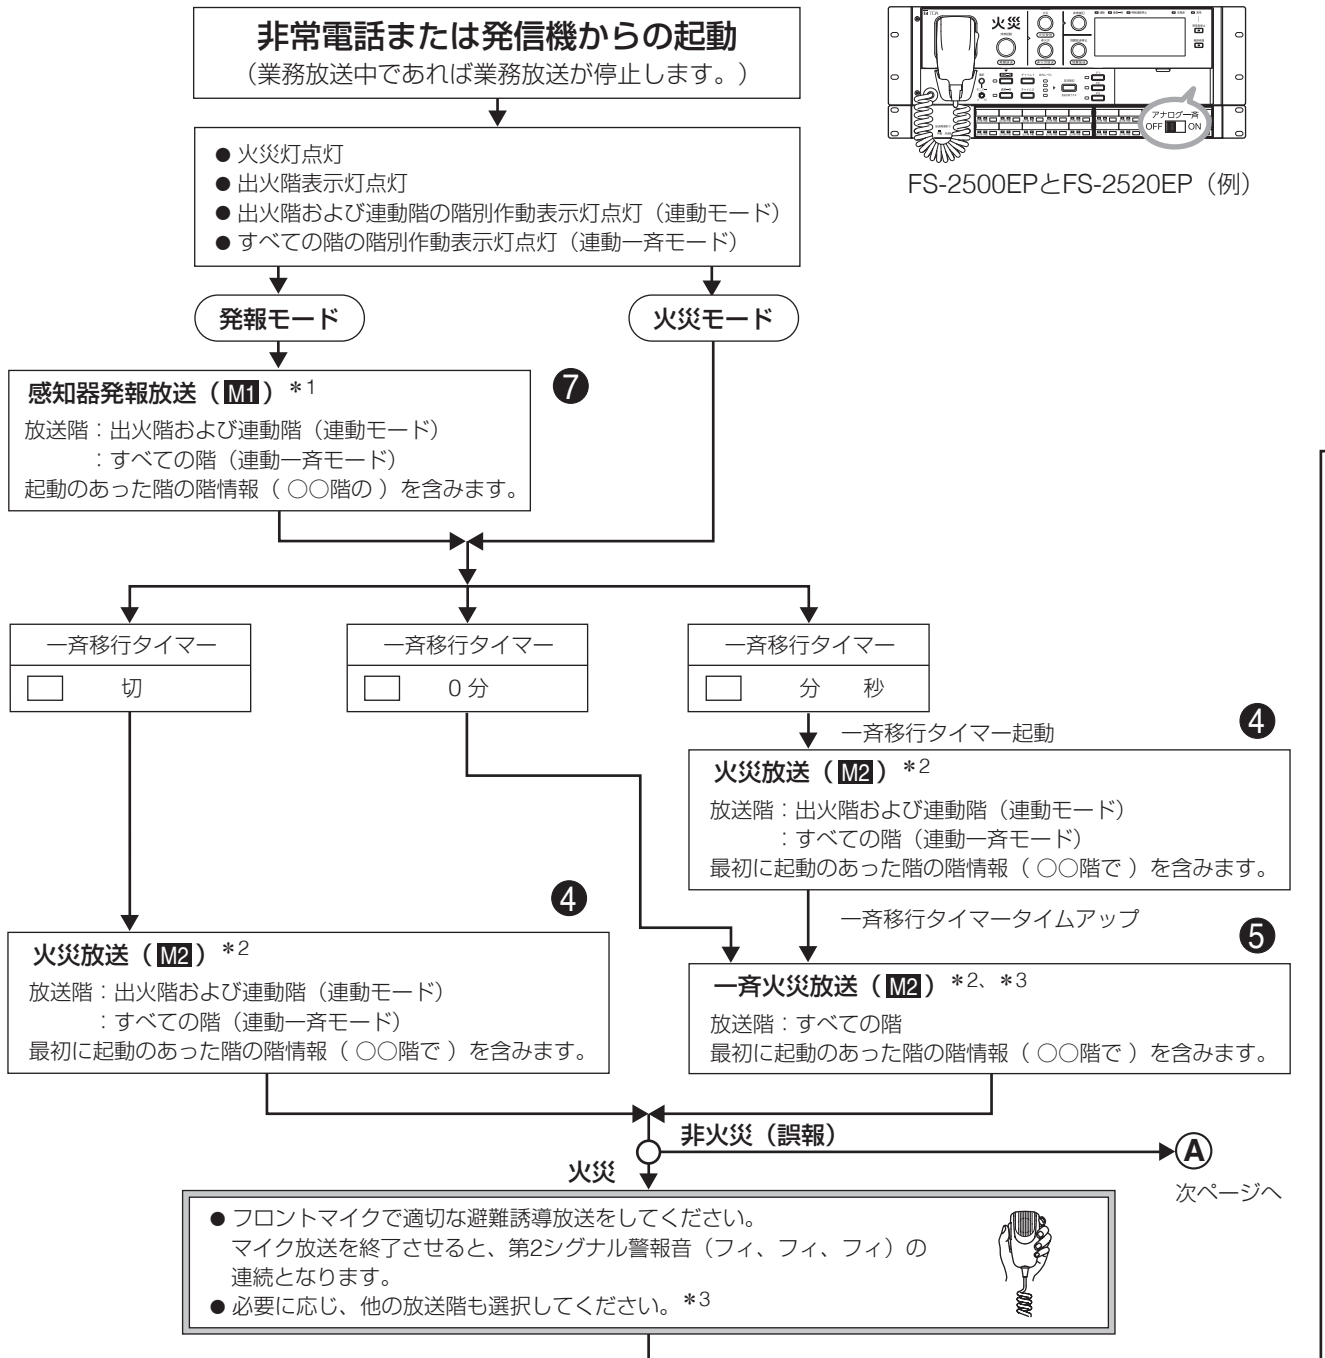 非常電話または発信機からの起動
（業務放送中であれば業務放送が停止します。）
火災
アナログ一斉
OFF ON
FS-2500EPとFS-2520EP（例）
● 火災灯点灯
● 出火階表示灯点灯
● 出火階および連動階の階別作動表示灯点灯（連動モード）
● すべての階の階別作動表示灯点灯（連動一斉モード）
発報モード
火災モード
感知器発報放送（M1）＊1
❼
放送階：出火階および連動階（連動モード）
：すべての階（連動一斉モード）
起動のあった階の階情報（ ○○階の ）を含みます。
一斉移行タイマー
切
一斉移行タイマー
0分
一斉移行タイマー
分 秒
一斉移行タイマー起動
❹
火災放送（M2）＊2
放送階：出火階および連動階（連動モード）
：すべての階（連動一斉モード）
最初に起動のあった階の階情報（ ○○階で ）を含みます。
一斉移行タイマータイムアップ
❹
火災放送（M2）＊2
放送階：出火階および連動階（連動モード）
：すべての階（連動一斉モード）
最初に起動のあった階の階情報（ ○○階で ）を含みます。
❺
一斉火災放送（M2）＊2、＊3
放送階：すべての階
最初に起動のあった階の階情報（ ○○階で ）を含みます。
非火災（誤報）
A
次ページへ
火災
● フロントマイクで適切な避難誘導放送をしてください。
マイク放送を終了させると、第2シグナル警報音（フィ、フィ、フィ）の
連続となります。
● 必要に応じ、他の放送階も選択してください。＊3